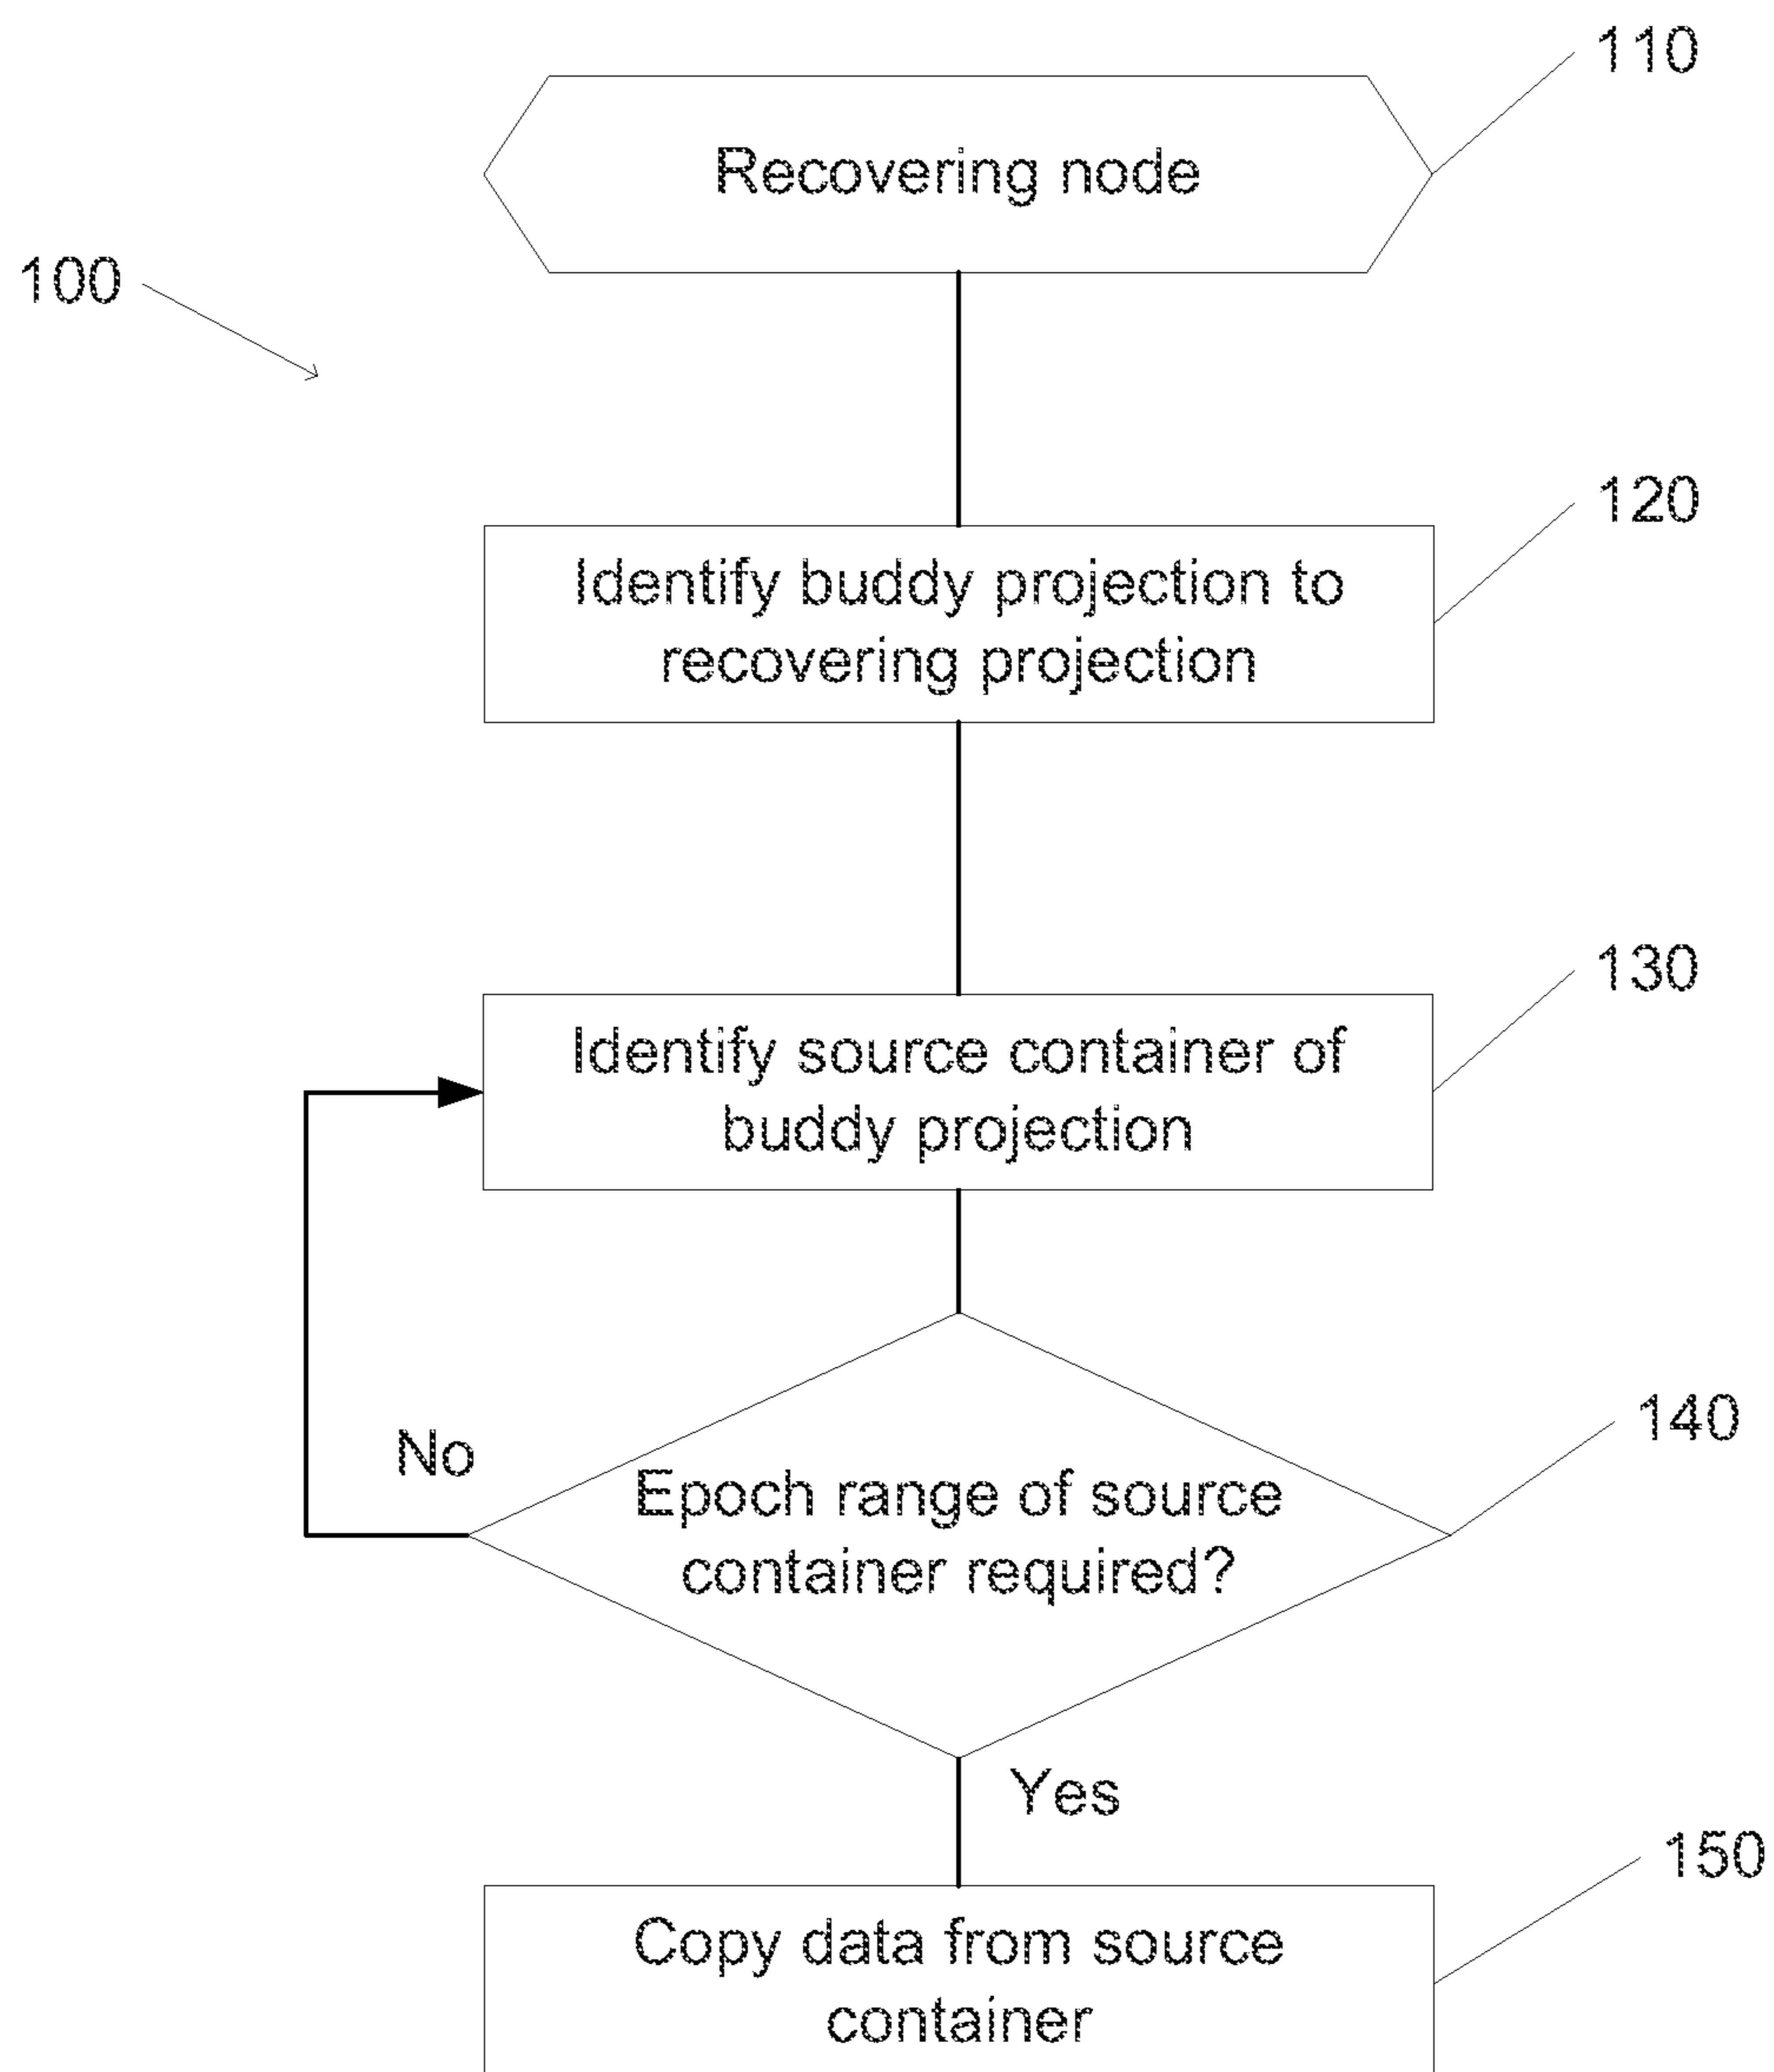 110
Recovering node
100
120
Identify buddy projection to
recovering projection
130
Identify source container of
buddy projection
No
140
Epoch range of source
container required?
Yes
150
Copy data from source
container